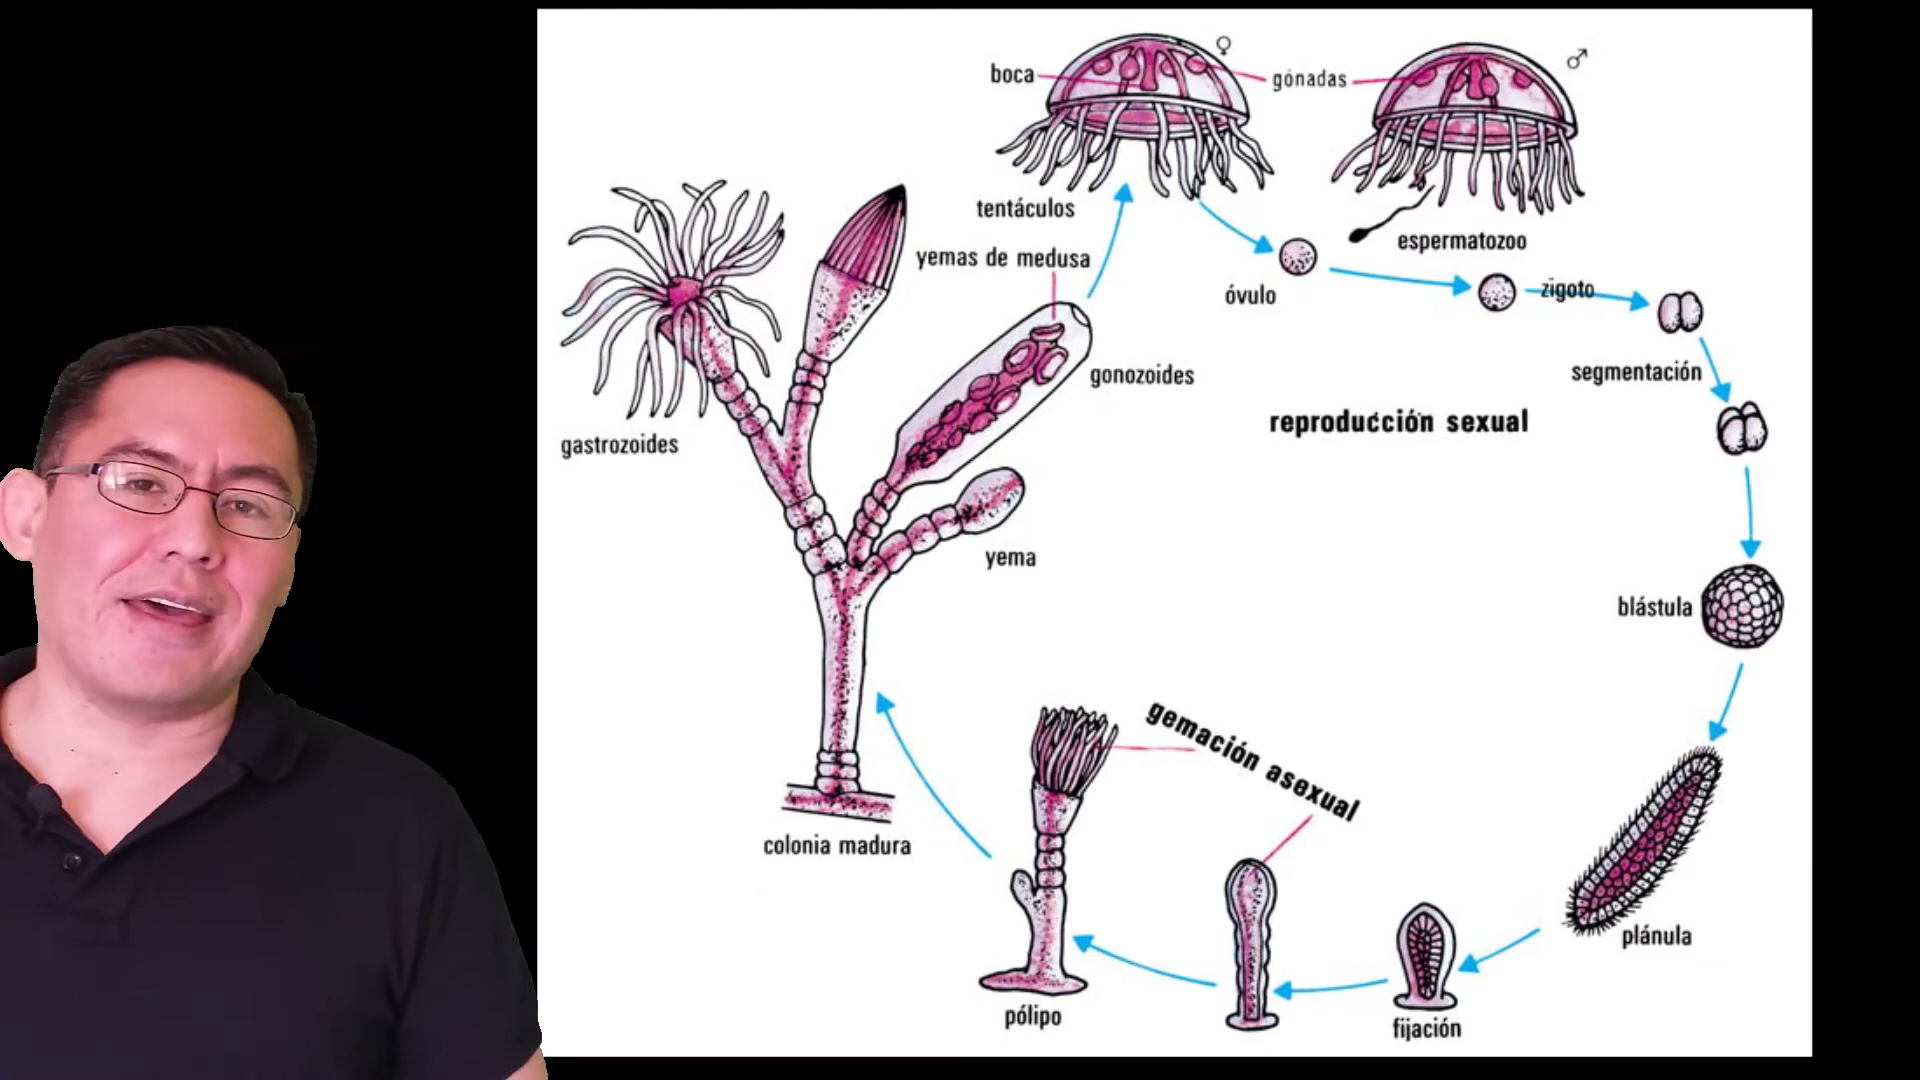 ♀
♂
boca
gónadas
tentáculos
yemas de medusa
espermatozoo
óvulo
zigoto
segmentación
gonozoides
reproducción sexual
gastrozoides
yema
blástula
gemación asexual
colonia madura
plánula
pólipo
fijación